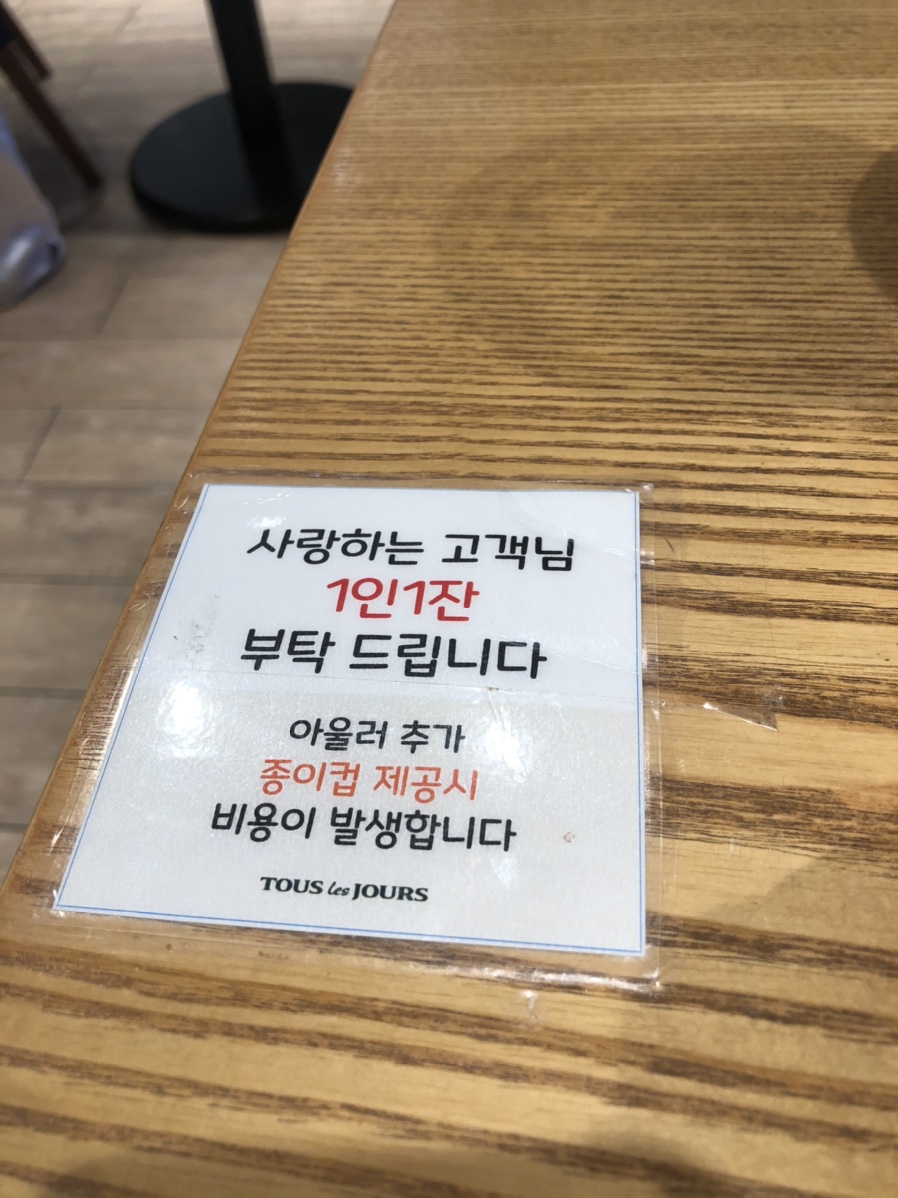 사랑하는 고객님
1인1잔
부탁 드립니다
아울러 추가
종이컵 제공시
비용이 발생합니다
TOUS les JOURS